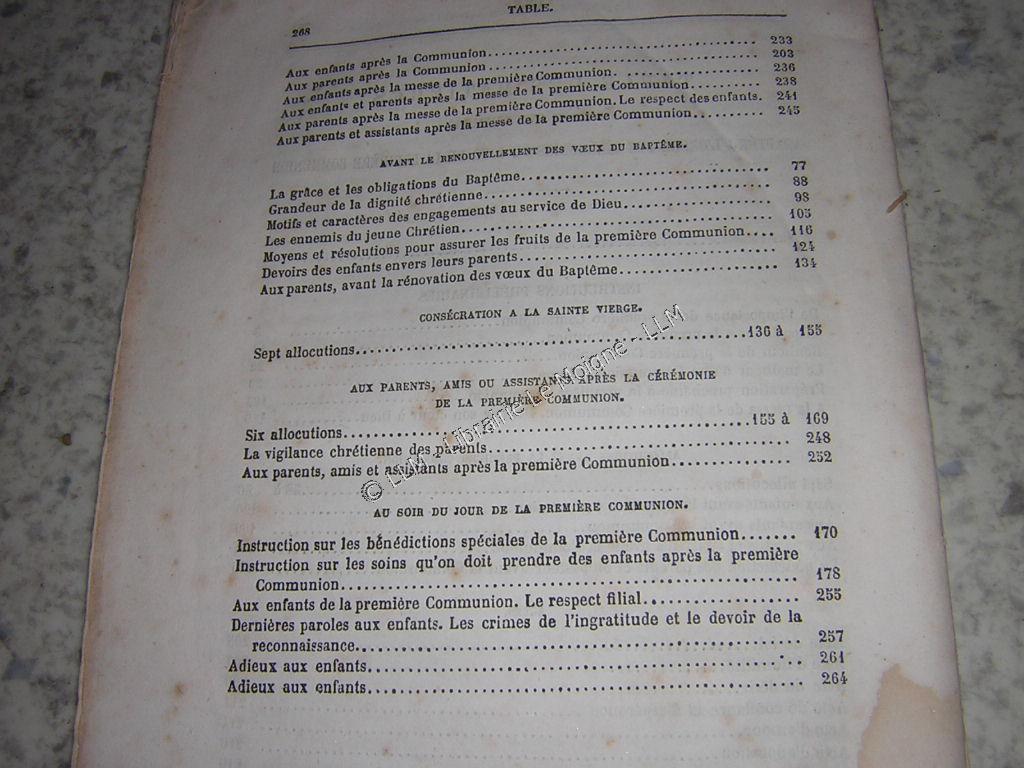 268
TABLE.
Aux enfants après la Communion 233
Aux parents après la Communion 203
Aux enfants après la messe de la première Communion. 236
Aux enfants et parents après la messe de la première Communion 238
Aux parents après la messe de la première Communion. Le respect des enfants. 241
Aux parents et assistants après la messe de la première Communion 245
AVANT LE RENOUVELLEMENT DES VŒUX DU BAPTÊME.
La grâce et les obligations du Baptême 77
Grandeur de la dignité chrétienne 88
Motifs et caractères des engagements au service de Dieu 98
Les ennemis du jeune Chrétien 105
Moyens et résolutions pour assurer les fruits de la première Communion 116
Devoirs des enfants envers leurs parents 124
Aux parents, avant la rénovation des vœux du Baptême 134
CONSÉCRATION A LA SAINTE VIERGE.
Sept allocutions 136 à 155
AUX PARENTS, AMIS OU ASSISTANTS APRÈS LA CÉRÉMONIE
DE LA PREMIÈRE COMMUNION.
Six allocutions 155 à 169
La vigilance chrétienne des parents 248
Aux parents, amis et assistants après la première Communion 252
AU SOIR DU JOUR DE LA PREMIÈRE COMMUNION.
Instruction sur les bénédictions spéciales de la première Communion 170
Instruction sur les soins qu'on doit prendre des enfants après la première
Communion 178
Aux enfants de la première Communion. Le respect filial 255
Dernières paroles aux enfants. Les crimes de l'ingratitude et le devoir de la
reconnaissance 257
Adieux aux enfants 261
Adieux aux enfants 264
© LLM - Librairie Le Moigne - LLM